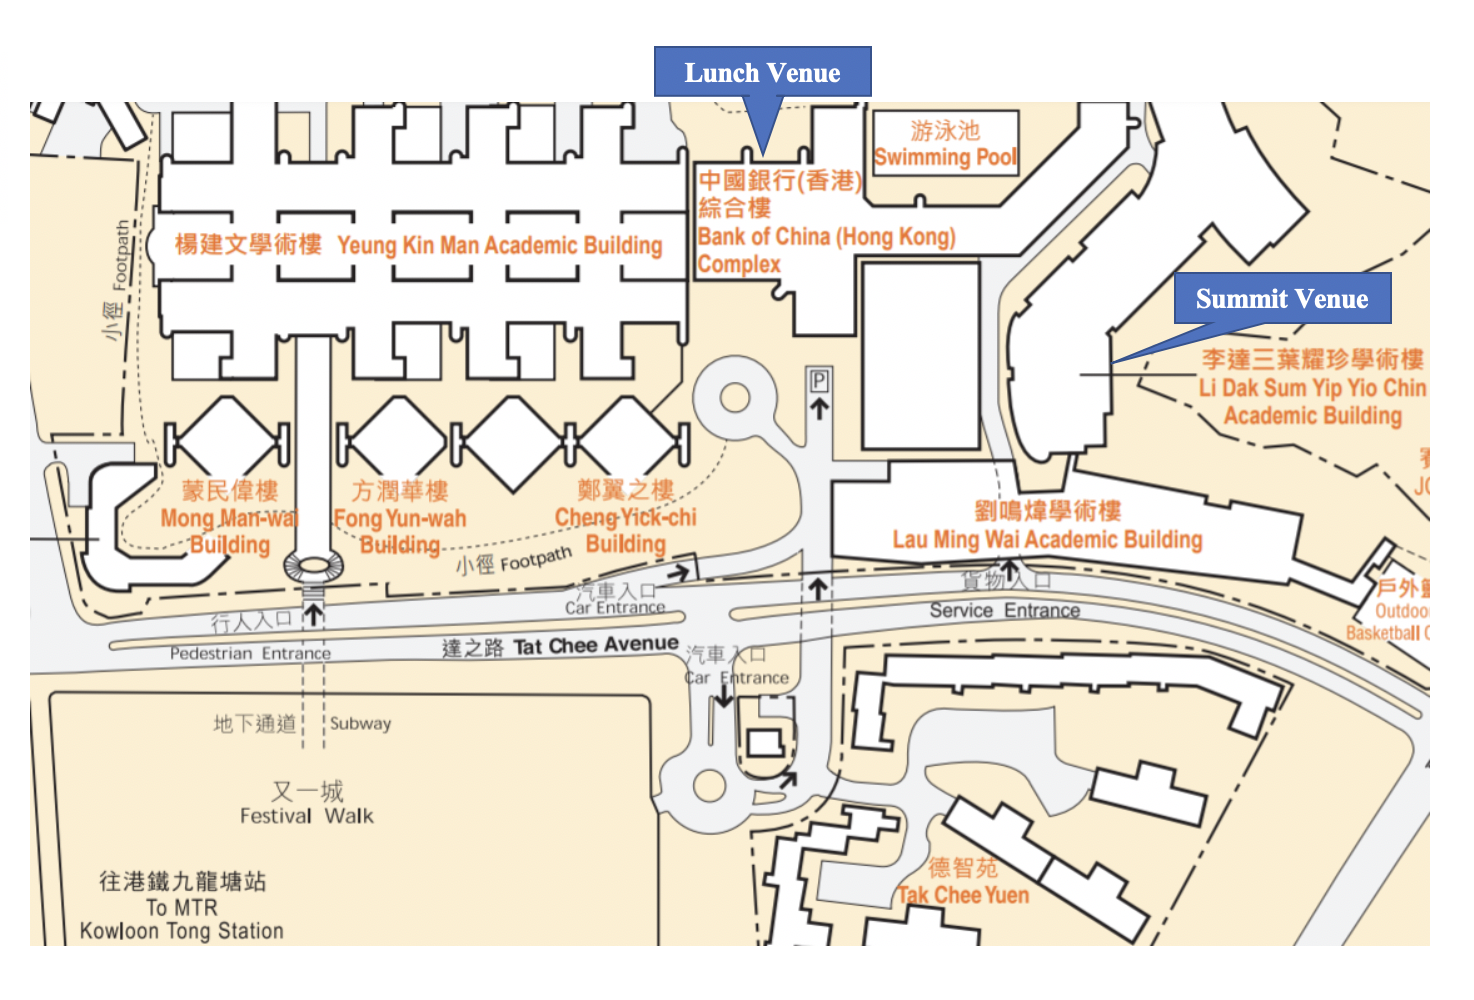 Lunch Venue
游泳池
Swimming Pool
中國銀行(香港)
綜合樓
Bank of China (Hong Kong)
Complex
楊建文學術樓 Yeung Kin Man Academic Building
小徑 Footpath
Summit Venue
李達三葉耀珍學術樓
Li Dak Sum Yip Yio Chin
Academic Building
P
蒙民偉樓
Mong Man-wai
Building
方潤華樓
Fong Yun-wah
Building
鄭翼之樓
Cheng Yick-chi
Building
劉鳴煒學術樓
Lau Ming Wai Academic Building
JC
小徑 Footpath
汽車入口
Car Entrance
貨物入口
Service Entrance
戶外
Outdoo
Basketball C
行人入口
Pedestrian Entrance
達之路 Tat Chee Avenue
汽車入口
Car Entrance
地下通道 Subway
又一城
Festival Walk
德智苑
Tak Chee Yuen
往港鐵九龍塘站
To MTR
Kowloon Tong Station